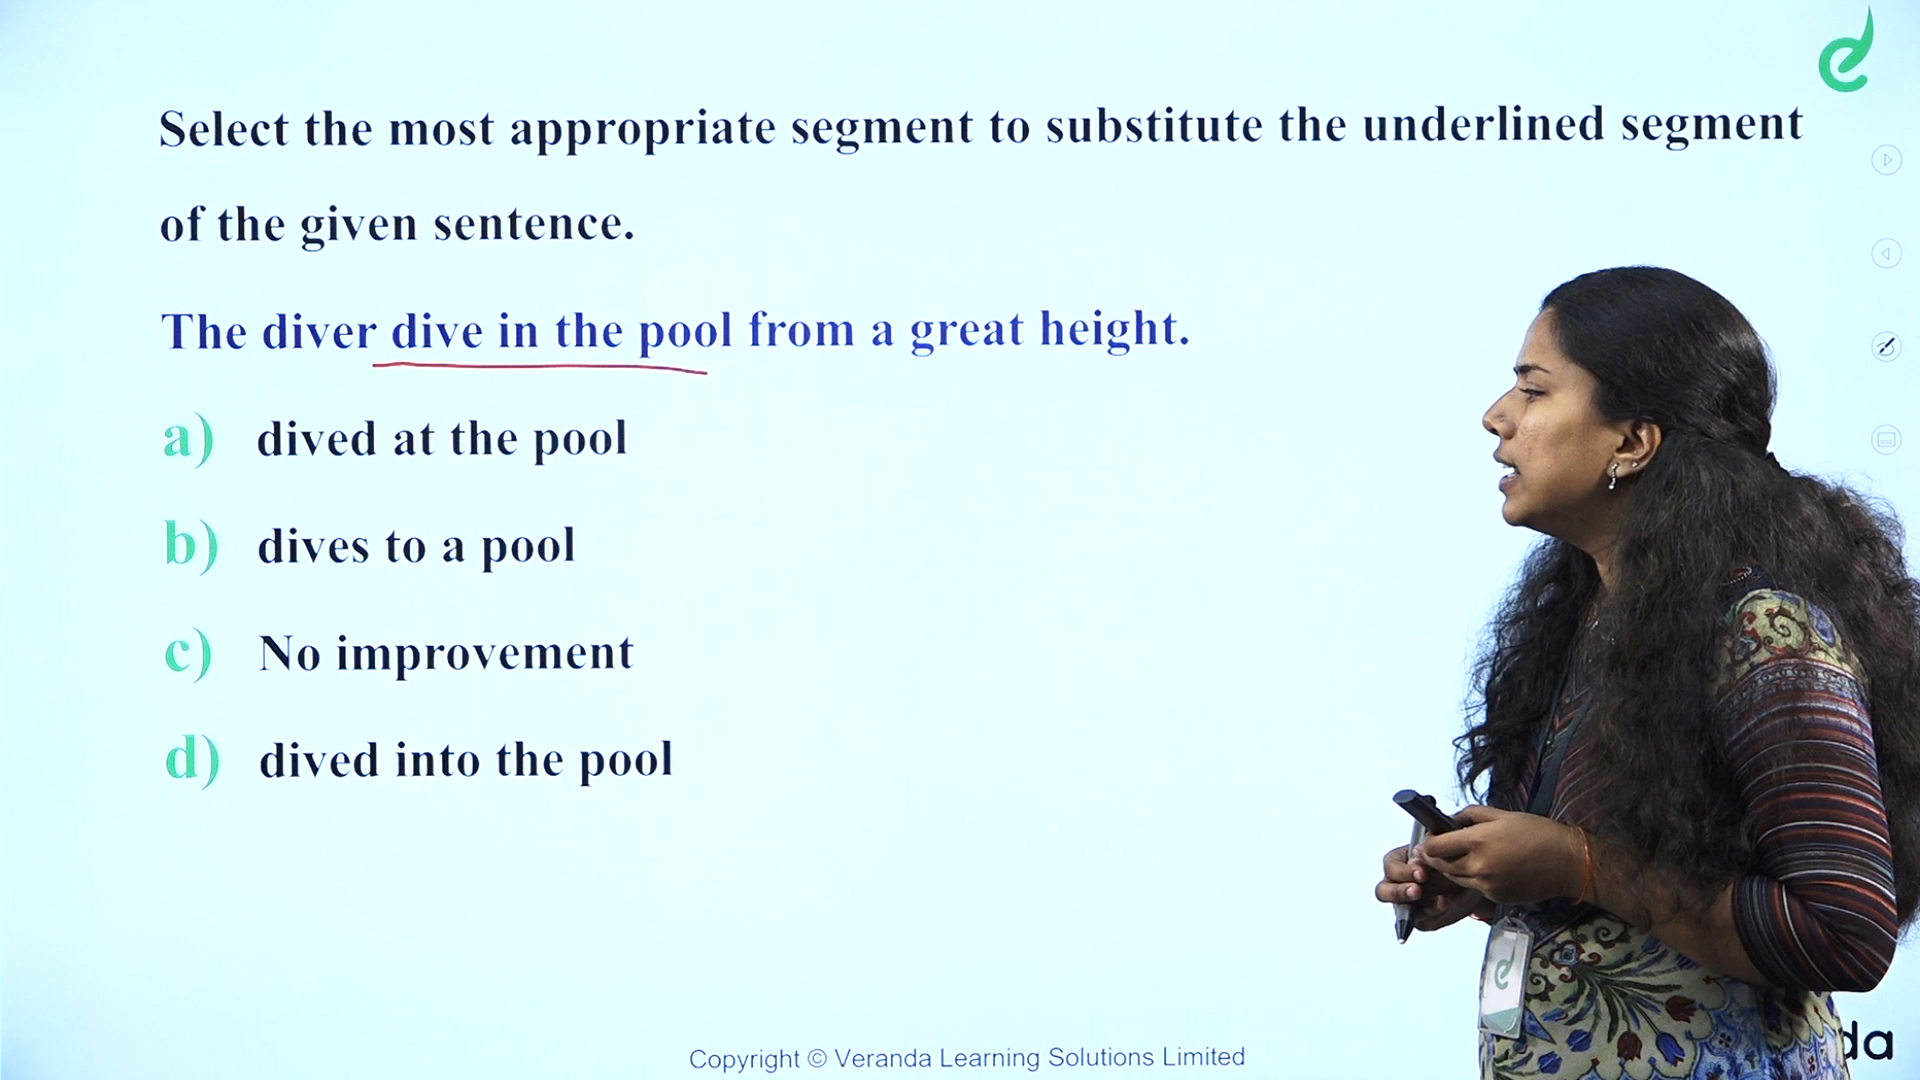 Select the most appropriate segment to substitute the underlined segment
of the given sentence.
The diver dive in the pool from a great height.
a) dived at the pool
b) dives to a pool
c) No improvement
d) dived into the pool
Copyright © Veranda Learning Solutions Limited